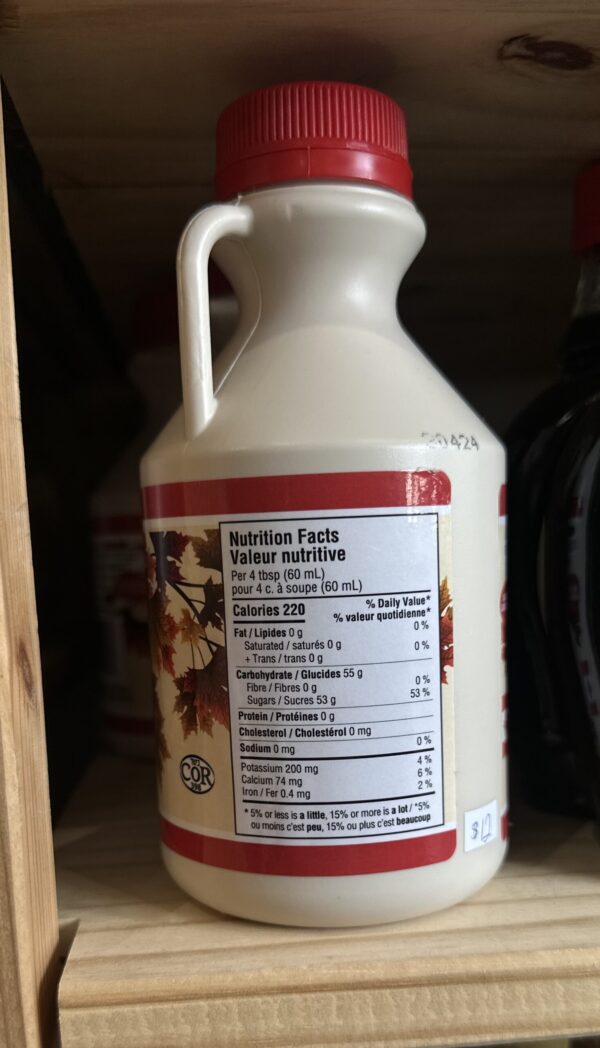 20424
Nutrition Facts
Valeur nutritive
Per 4 tbsp (60 mL)
pour 4 c. à soupe (60 mL)
Calories 220
% Daily Value*
% valeur quotidienne*
Fat / Lipides 0 g 0 %
Saturated / saturés 0 g 0 %
+ Trans / trans 0 g
Carbohydrate / Glucides 55 g
Fibre / Fibres 0 g 0 %
Sugars / Sucres 53 g 53 %
Protein / Protéines 0 g
Cholesterol / Cholestérol 0 mg
Sodium 0 mg 0 %
Potassium 200 mg 4 %
Calcium 74 mg 6 %
Iron / Fer 0.4 mg 2 %
* 5% or less is a little, 15% or more is a lot / *5%
ou moins c'est peu, 15% ou plus c'est beaucoup
COR
$12